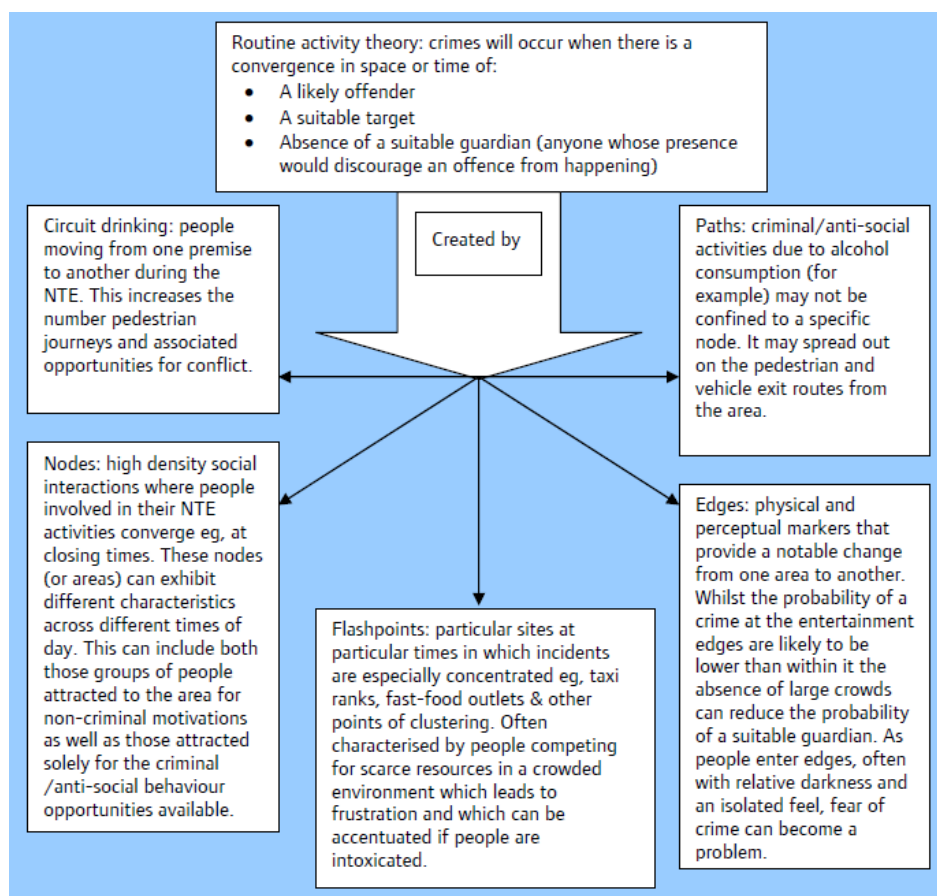 Routine activity theory: crimes will occur when there is a
convergence in space or time of:
• A likely offender
• A suitable target
• Absence of a suitable guardian (anyone whose presence
would discourage an offence from happening)
Created by
Circuit drinking: people
moving from one premise
to another during the
NTE. This increases the
number pedestrian
journeys and associated
opportunities for conflict.
Paths: criminal/anti-social
activities due to alcohol
consumption (for
example) may not be
confined to a specific
node. It may spread out
on the pedestrian and
vehicle exit routes from
the area.
Nodes: high density social
interactions where people
involved in their NTE
activities converge eg, at
closing times. These nodes
(or areas) can exhibit
different characteristics
across different times of
day. This can include both
those groups of people
attracted to the area for
non-criminal motivations
as well as those attracted
solely for the criminal
/anti-social behaviour
opportunities available.
Flashpoints: particular sites at
particular times in which incidents
are especially concentrated eg, taxi
ranks, fast-food outlets & other
points of clustering. Often
characterised by people competing
for scarce resources in a crowded
environment which leads to
frustration and which can be
accentuated if people are
intoxicated.
Edges: physical and
perceptual markers that
provide a notable change
from one area to another.
Whilst the probability of a
crime at the entertainment
edges are likely to be
lower than within it the
absence of large crowds
can reduce the probability
of a suitable guardian. As
people enter edges, often
with relative darkness and
an isolated feel, fear of
crime can become a
problem.